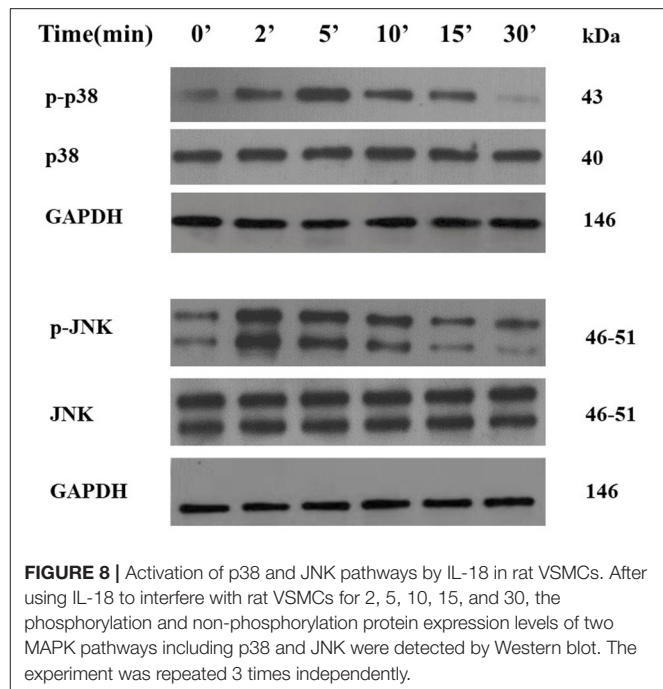 Time(min) 0' 2' 5' 10' 15' 30' kDa
p-p38 43
p38 40
GAPDH 146
p-JNK 46-51
JNK 46-51
GAPDH 146
FIGURE 8 | Activation of p38 and JNK pathways by IL-18 in rat VSMCs. After
using IL-18 to interfere with rat VSMCs for 2, 5, 10, 15, and 30, the
phosphorylation and non-phosphorylation protein expression levels of two
MAPK pathways including p38 and JNK were detected by Western blot. The
experiment was repeated 3 times independently.